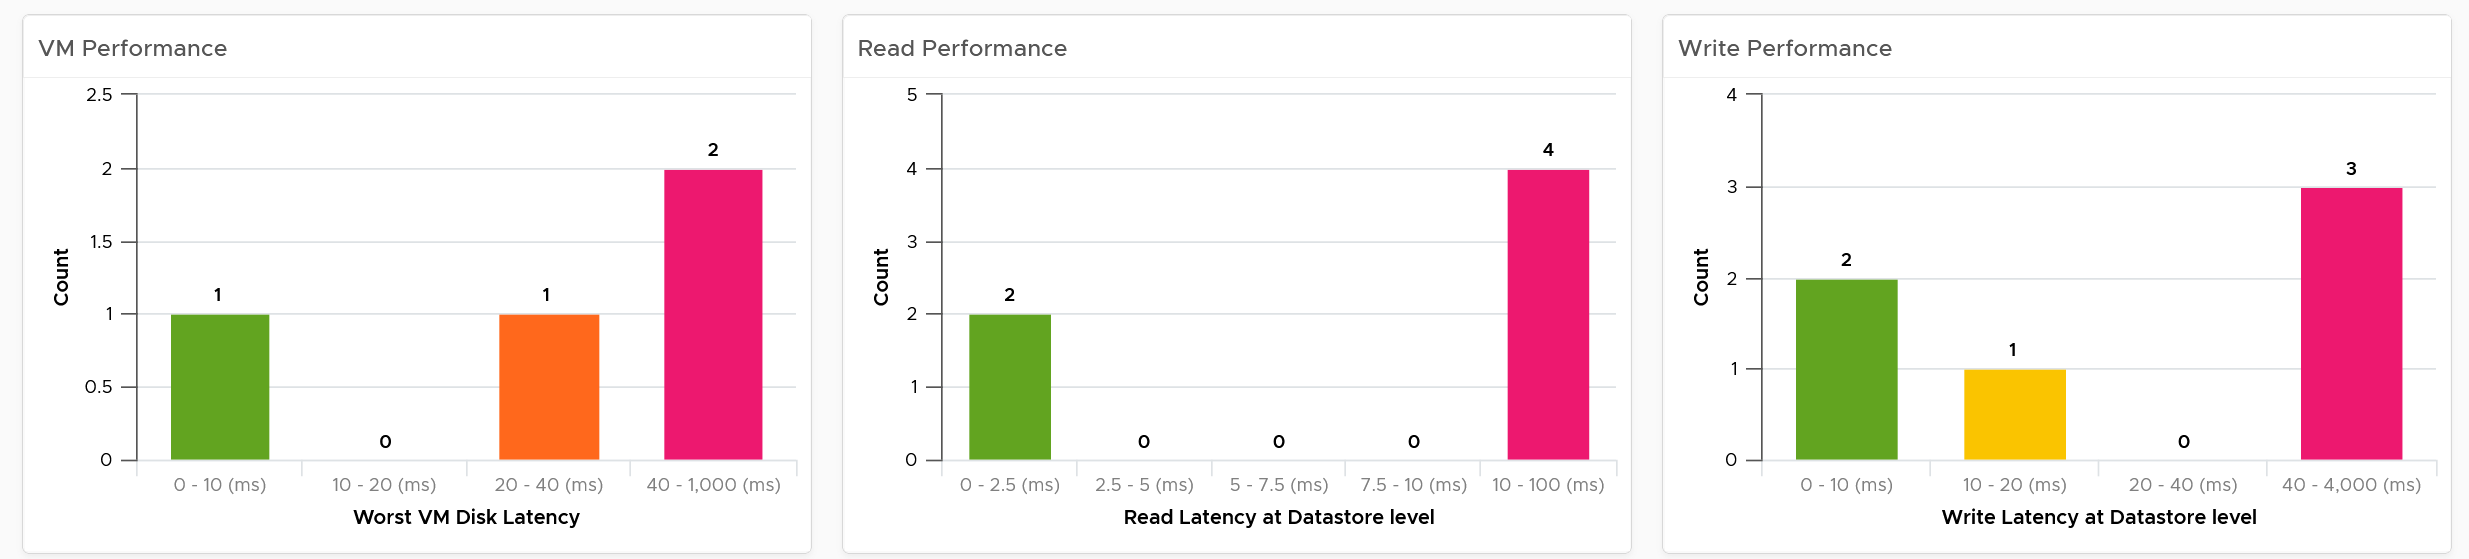 VM Performance
2.5
2
1.5
1
0.5
0
Count
1
0
1
2
0 - 10 (ms)
10 - 20 (ms)
20 - 40 (ms)
40 - 1,000 (ms)
Worst VM Disk Latency
Read Performance
5
4
3
2
1
0
Count
2
0
0
0
4
0 - 2.5 (ms)
2.5 - 5 (ms)
5 - 7.5 (ms)
7.5 - 10 (ms)
10 - 100 (ms)
Read Latency at Datastore level
Write Performance
4
3
2
1
0
Count
2
1
0
3
0 - 10 (ms)
10 - 20 (ms)
20 - 40 (ms)
40 - 4,000 (ms)
Write Latency at Datastore level